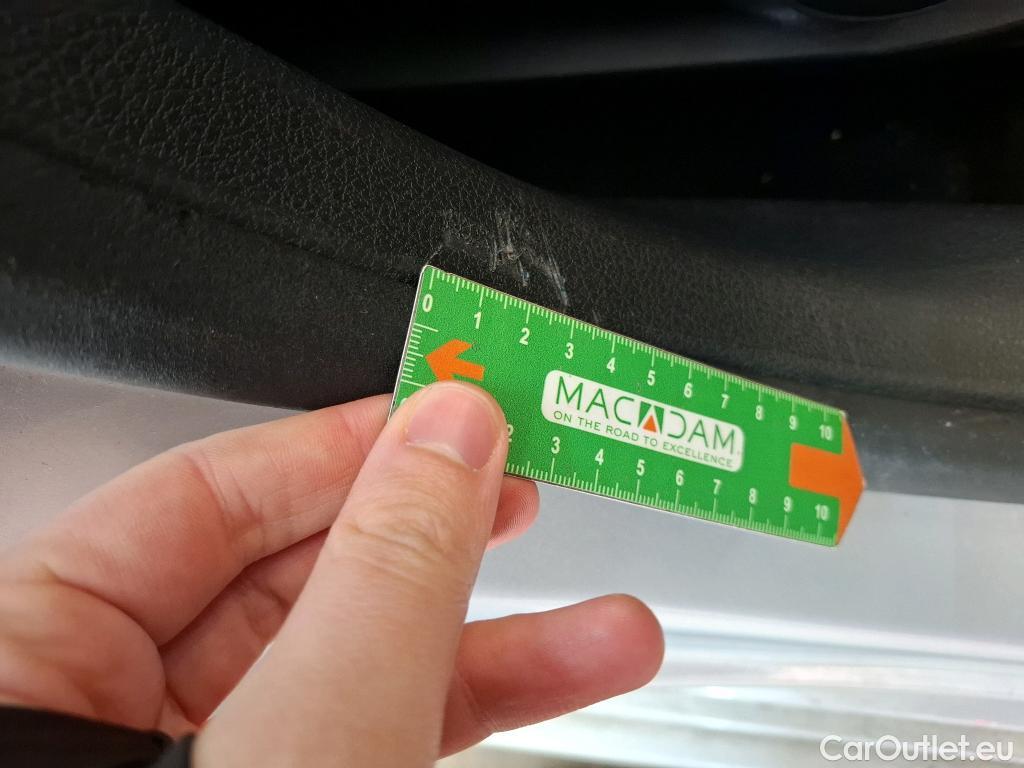 0 1 2 3 4 5 6 7 8 9 10
MACADAM
ON THE ROAD TO EXCELLENCE
2 3 4 5 6 7 8 9 10
CarOutlet.eu